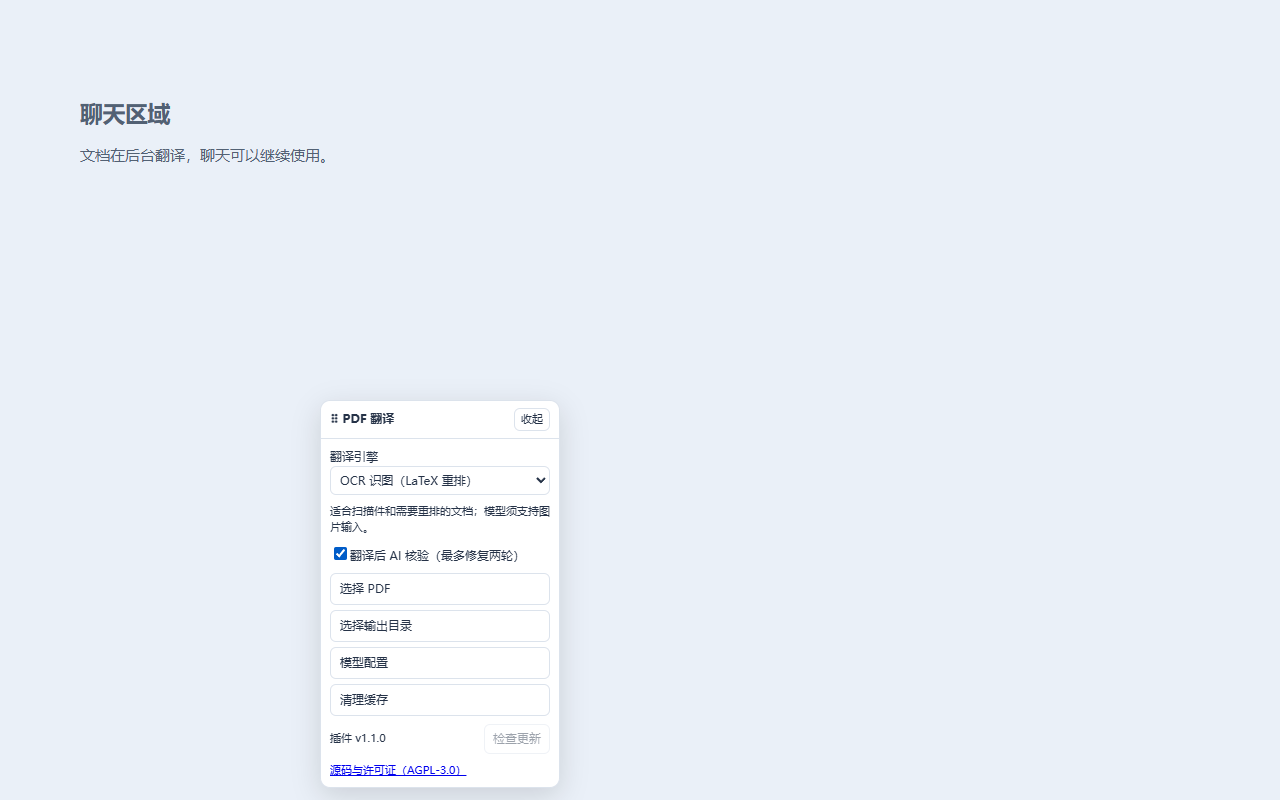 聊天区域
文档在后台翻译，聊天可以继续使用。
⠿ PDF 翻译
收起
翻译引擎
OCR 识图（LaTeX 重排）
适合扫描件和需要重排的文档；模型须支持图
片输入。
翻译后 AI 核验（最多修复两轮）
选择 PDF
选择输出目录
模型配置
清理缓存
插件 v1.1.0
检查更新
源码与许可证（AGPL-3.0）